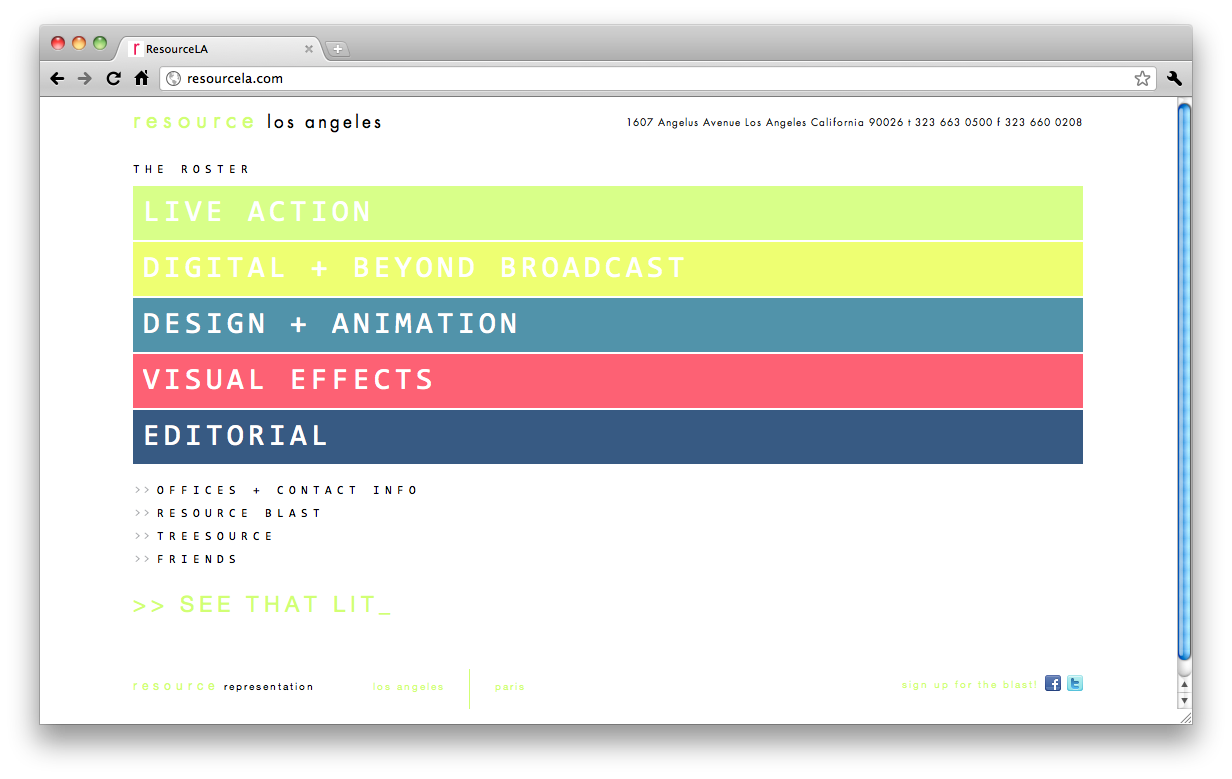 ResourceLA
resourcela.com
resource los angeles
1607 Angelus Avenue Los Angeles California 90026 t 323 663 0500 f 323 660 0208
THE ROSTER
LIVE ACTION
DIGITAL + BEYOND BROADCAST
DESIGN + ANIMATION
VISUAL EFFECTS
EDITORIAL
>> OFFICES + CONTACT INFO
>> RESOURCE BLAST
>> TREESOURCE
>> FRIENDS
>> SEE THAT LIT_
resource representation los angeles paris sign up for the blast!